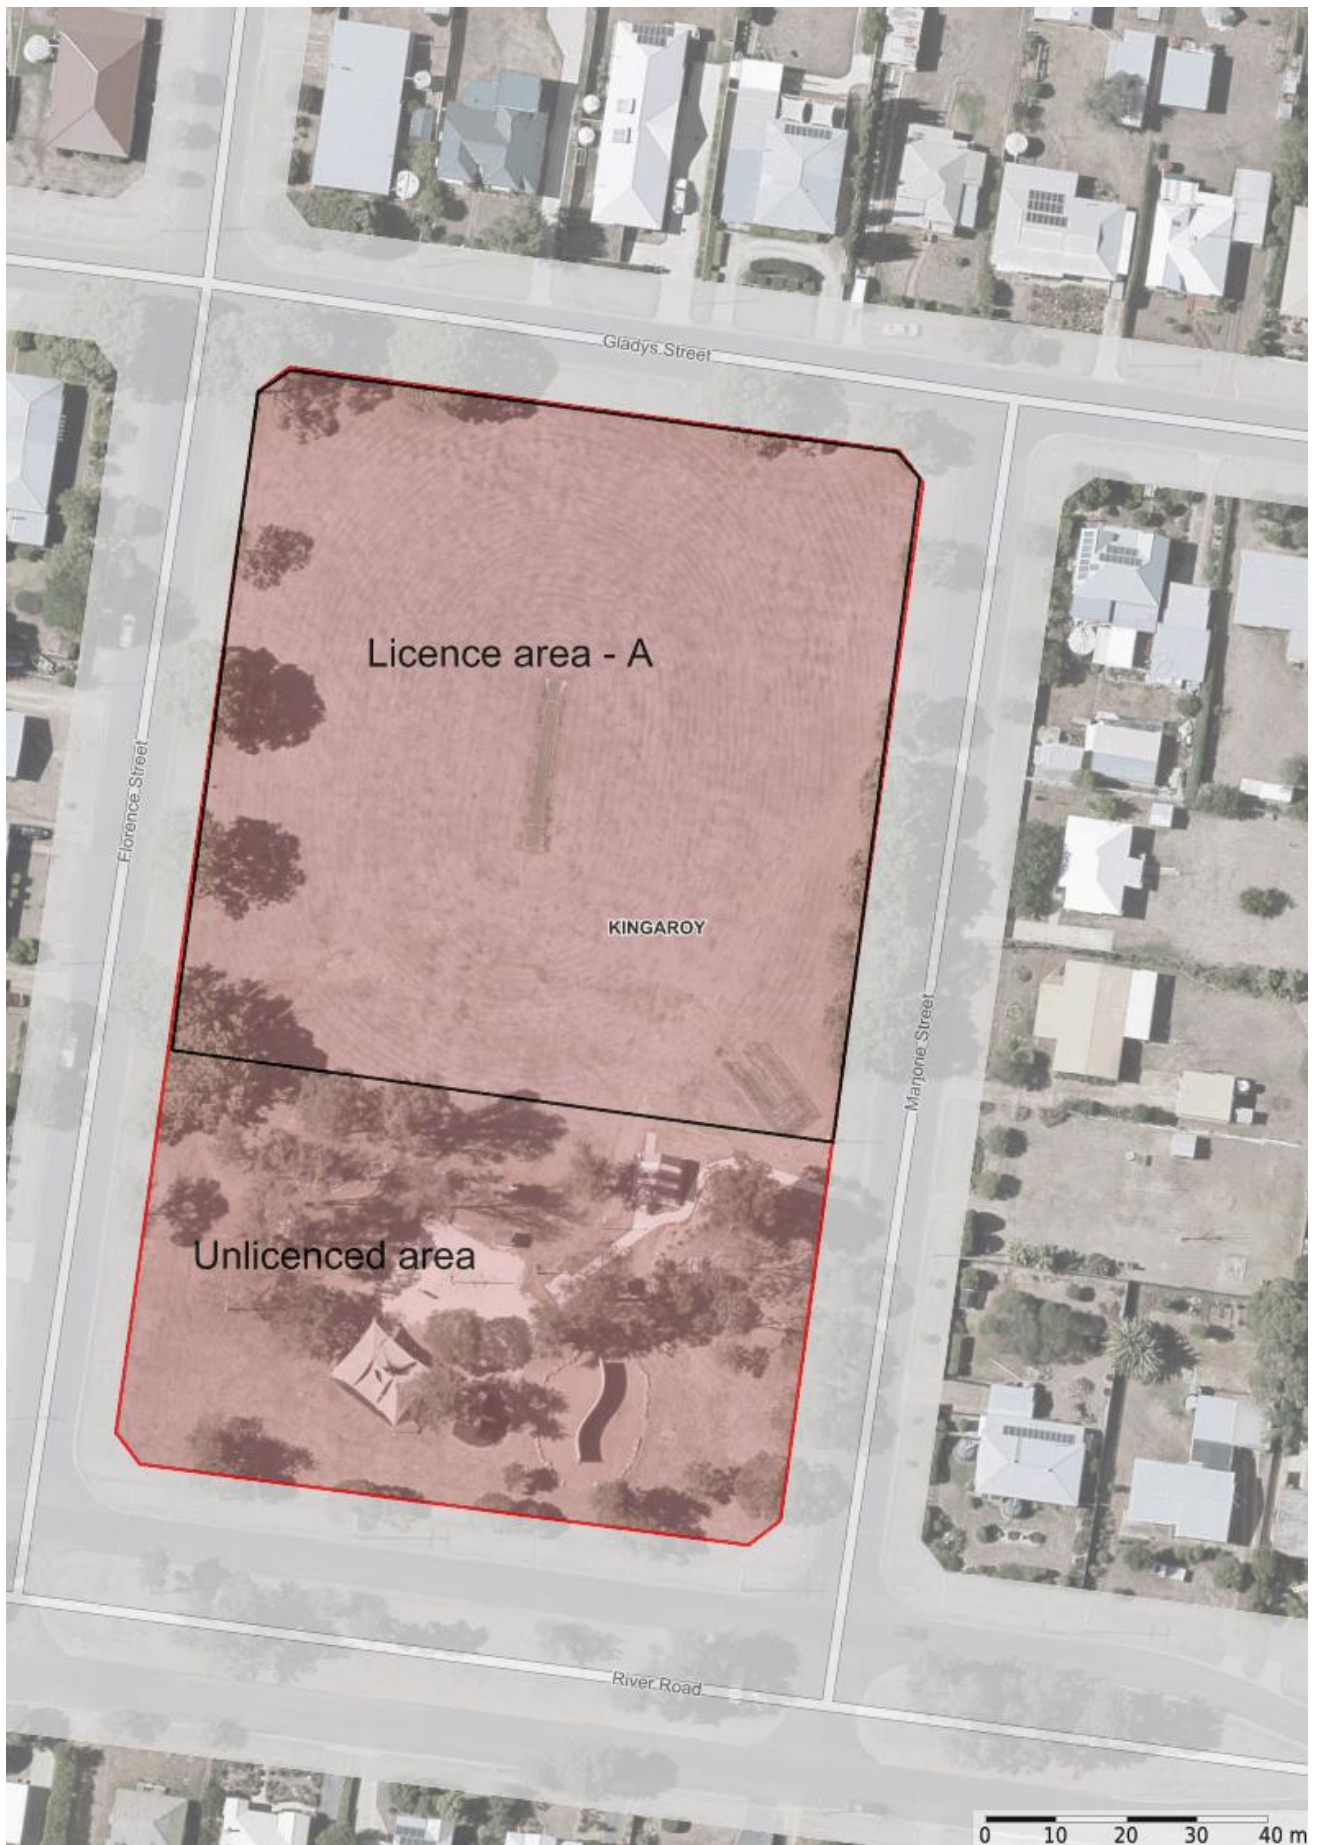 Gladys Street
Licence area - A
Florence Street
KINGAROY
Marjorie Street
Unlicenced area
River Road
0 10 20 30 40 m